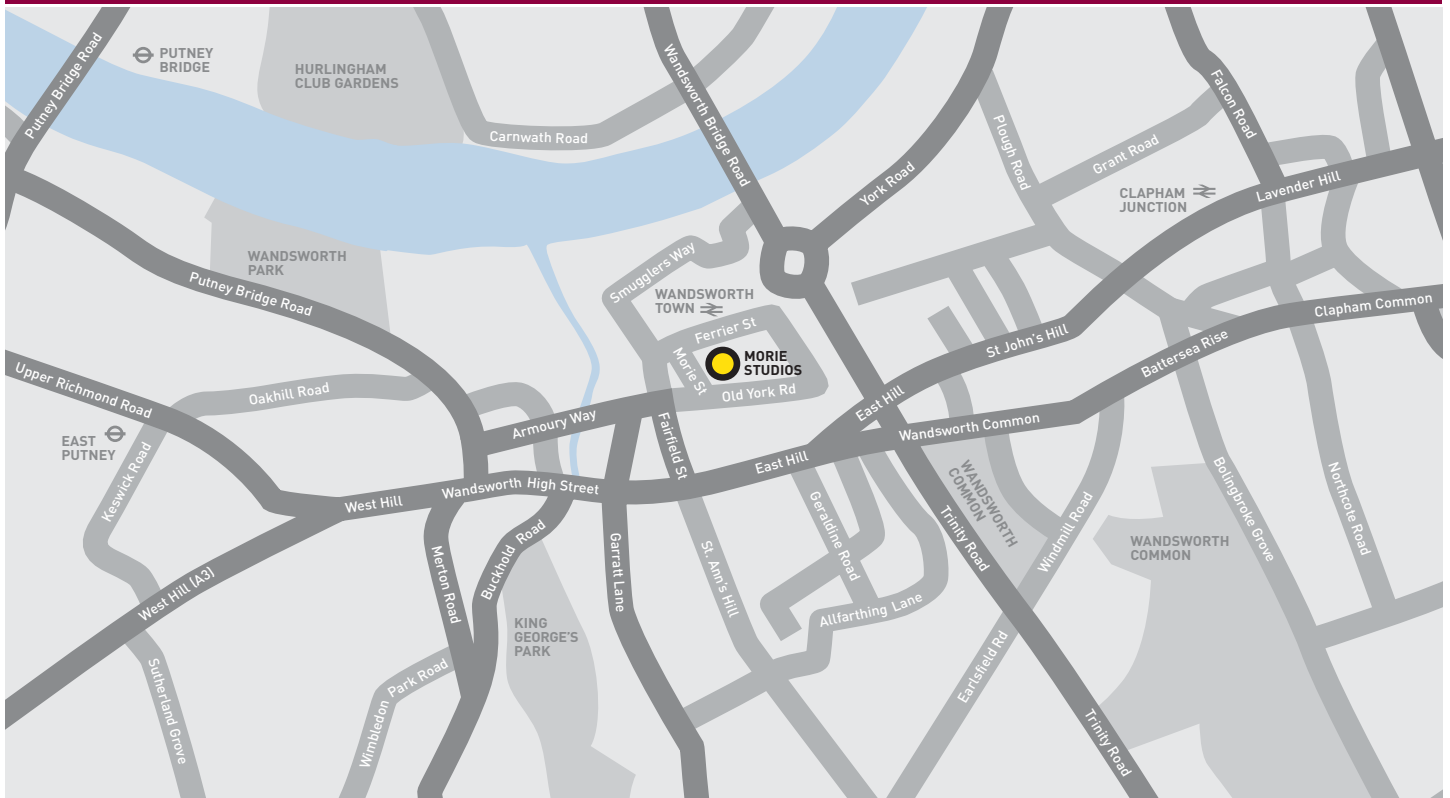 Putney Bridge Road
PUTNEY
BRIDGE
HURLINGHAM
CLUB GARDENS
Carnwath Road
Wandsworth Bridge Road
York Road
Plough Road
Grant Road
Falcon Road
CLAPHAM
JUNCTION
Lavender Hill
WANDSWORTH
PARK
Putney Bridge Road
Smugglers Way
WANDSWORTH
TOWN
Ferrier St
Morie St
MORIE
STUDIOS
Old York Rd
St John's Hill
Clapham Common
Battersea Rise
Upper Richmond Road
Oakhill Road
EAST
PUTNEY
Keswick Road
Armoury Way
Fairfield St
East Hill
East Hill
Wandsworth Common
West Hill
Wandsworth High Street
West Hill (A3)
Merton Road
Buckhold Road
Garratt Lane
St. Ann's Hill
Geraldine Road
Allfarthing Lane
WANDSWORTH
COMMON
Trinity Road
Windmill Road
WANDSWORTH
COMMON
Bolingbroke Grove
Northcote Road
KING
GEORGE'S
PARK
Sutherland Grove
Wimbledon Park Road
Earlsfield Rd
Trinity Road